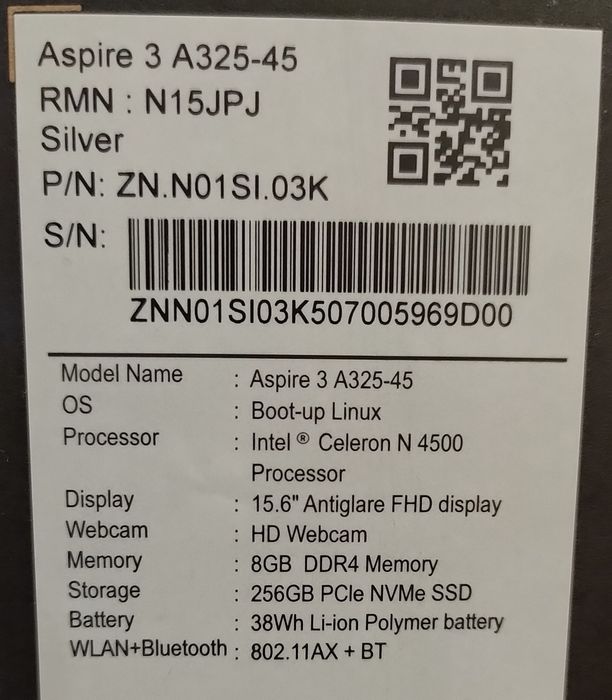 Aspire 3 A325-45
RMN : N15JPJ
Silver
P/N: ZN.N01SI.03K
S/N:
ZNN01SI03K507005969D00
Model Name : Aspire 3 A325-45
OS : Boot-up Linux
Processor : Intel ® Celeron N 4500
Processor
Display : 15.6" Antiglare FHD display
Webcam : HD Webcam
Memory : 8GB DDR4 Memory
Storage : 256GB PCIe NVMe SSD
Battery : 38Wh Li-ion Polymer battery
WLAN+Bluetooth : 802.11AX + BT